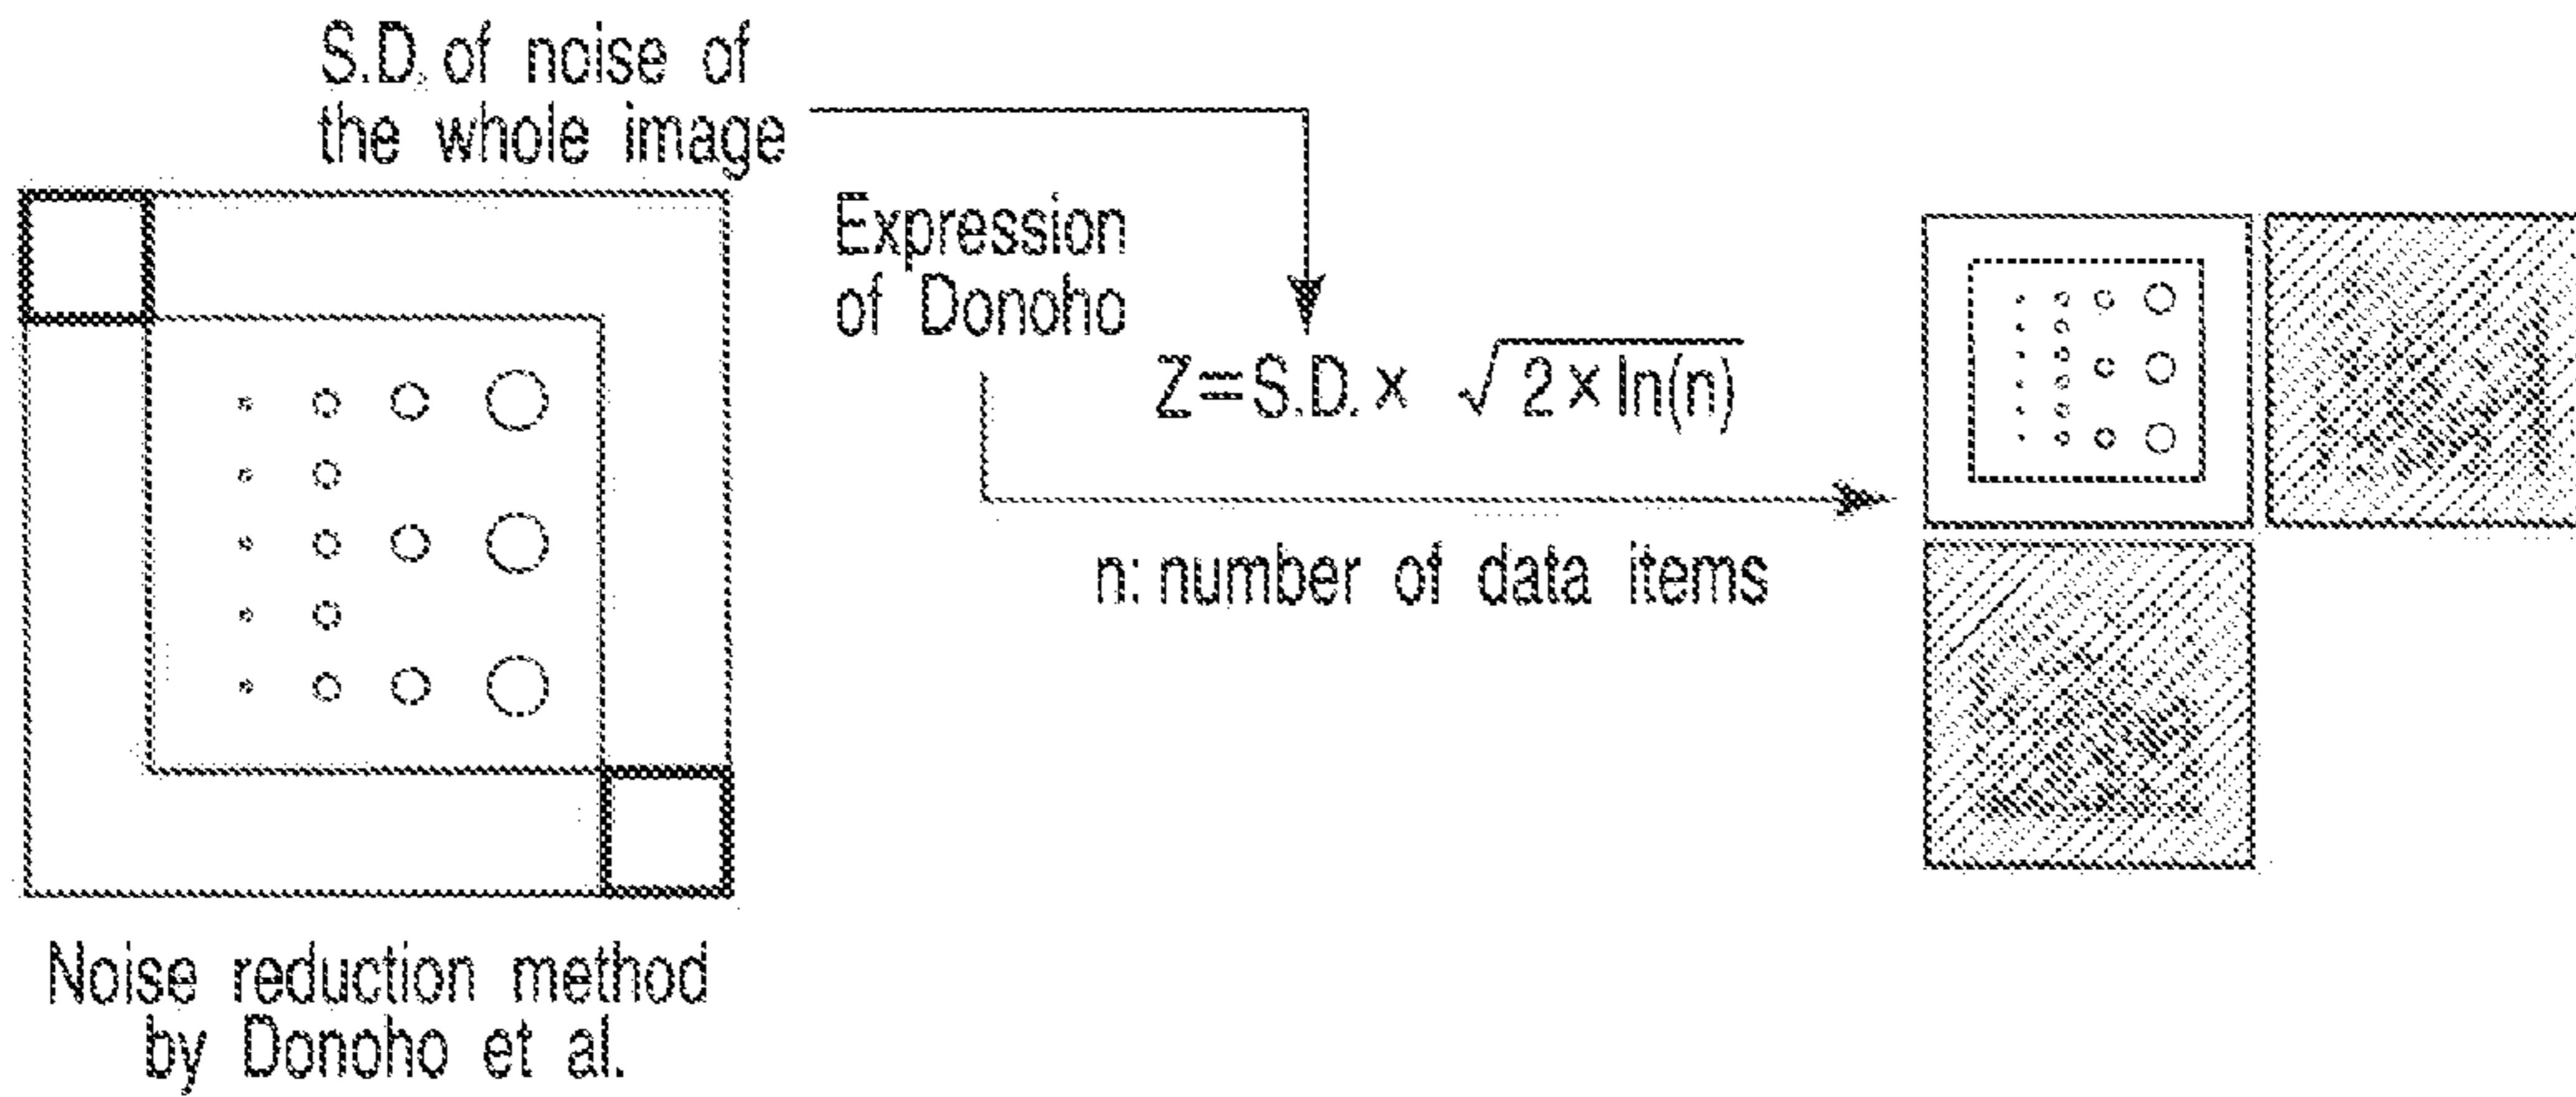 S.D. of noise of
the whole image
Expression
of Donoho
Z=S.D.× √2×ln(n)
n: number of data items
Noise reduction method
by Donoho et al.